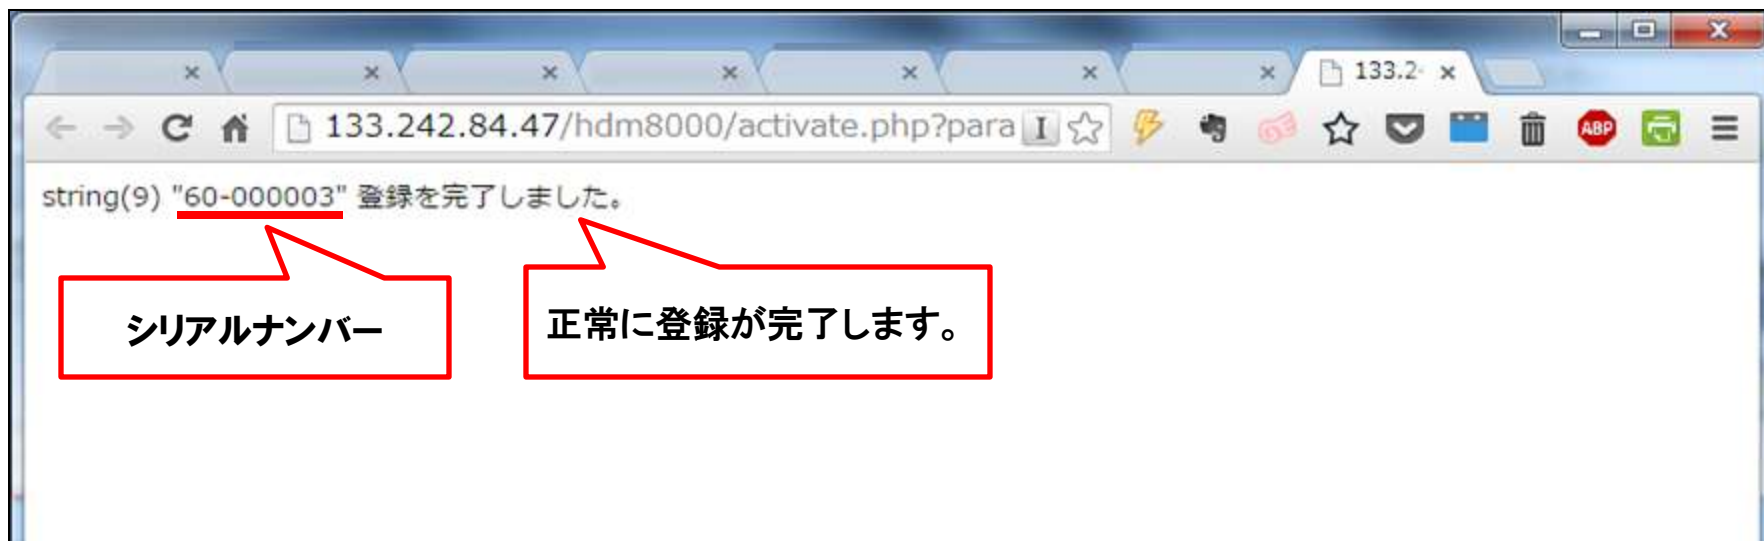 133.2
133.242.84.47/hdm8000/activate.php?para
ABP
string(9) "60-000003" 登録を完了しました。
シリアルナンバー
正常に登録が完了します。